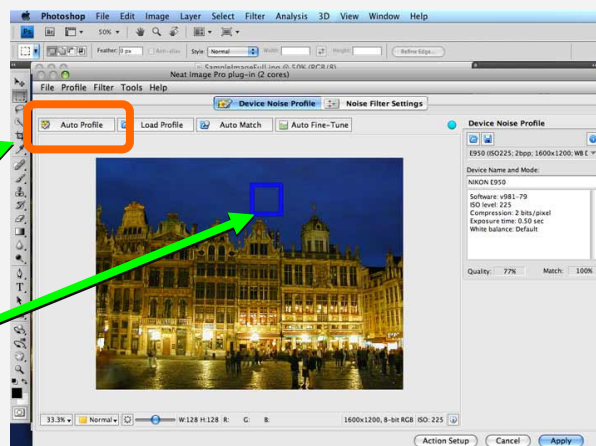 Photoshop File Edit Image Layer Select Filter Analysis 3D View Window Help
Ps Br 50%
Feather: 0 px Anti-alias Style: Normal Width: Height: Refine Edge...
SampleImageFull.jpg @ 50% (RGB/8)
Neat Image Pro plug-in (2 cores)
File Profile Filter Tools Help
Device Noise Profile Noise Filter Settings
Auto Profile Load Profile Auto Match Auto Fine-Tune
Device Noise Profile
E950 (ISO225; 2bpp; 1600x1200; WB
Device Name and Mode:
NIKON E950
Software: v981-79
ISO level: 225
Compression: 2 bits/pixel
Exposure time: 0.50 sec
White balance: Default
Quality: 77% Match: 100%
33.3% Normal W:128 H:128 R: G: B: 1600x1200, 8-bit RGB ISO: 225
Action Setup Cancel Apply